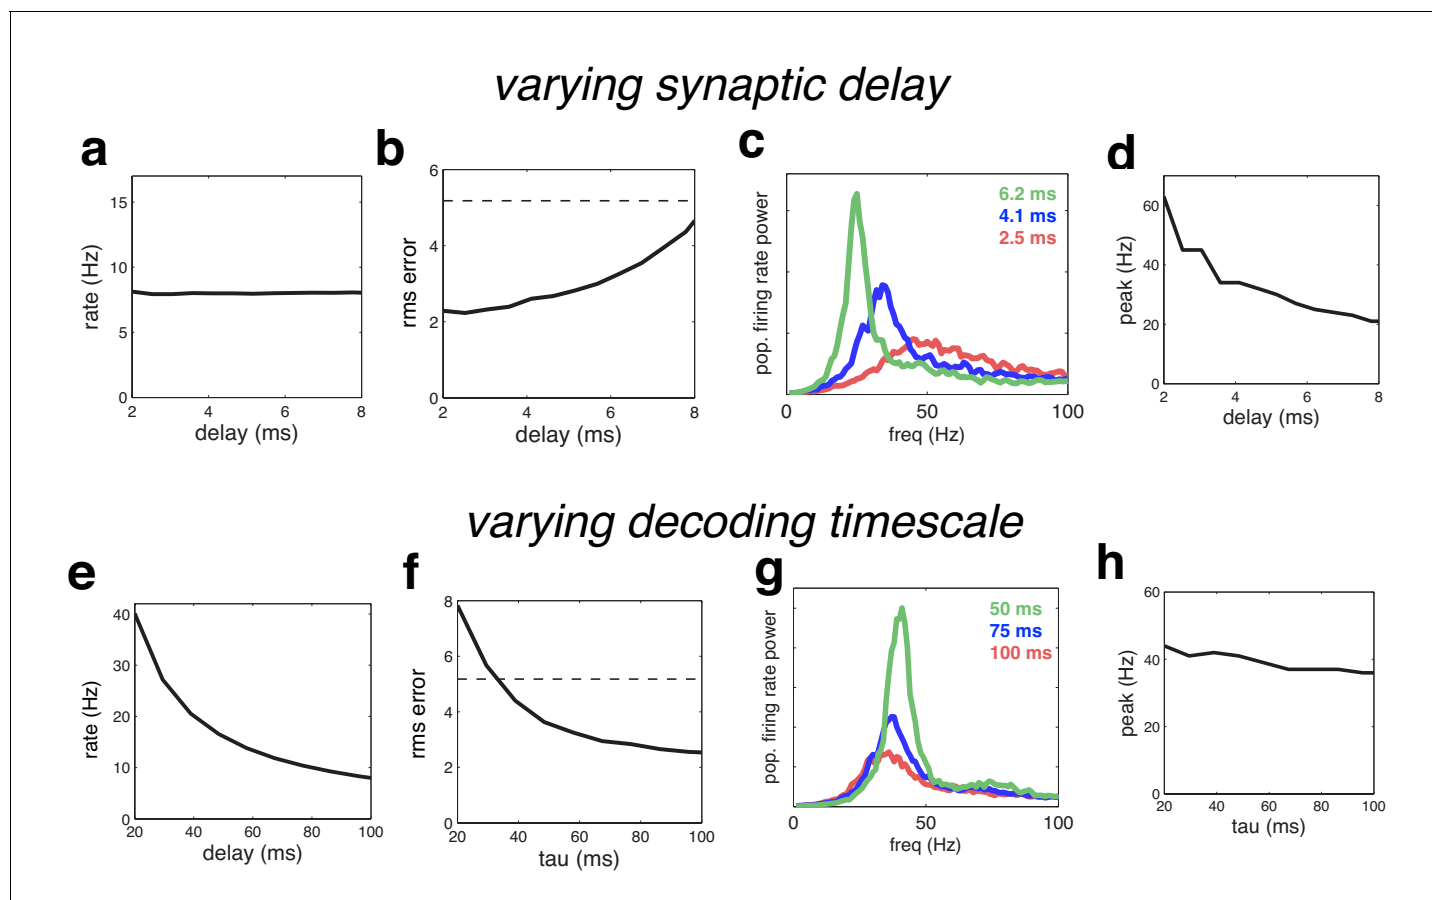 varying synaptic delay
a
rate (Hz)
15
10
5
0
2
4
6
8
delay (ms)
b
rms error
6
4
2
0
2
4
6
8
delay (ms)
c
pop. firing rate power
6.2 ms
4.1 ms
2.5 ms
0
50
100
freq (Hz)
d
peak (Hz)
60
40
20
0
2
4
6
8
delay (ms)
varying decoding timescale
e
rate (Hz)
40
30
20
10
0
20
40
60
80
100
delay (ms)
f
rms error
8
6
4
2
0
20
40
60
80
100
tau (ms)
g
pop. firing rate power
50 ms
75 ms
100 ms
0
50
100
freq (Hz)
h
peak (Hz)
60
40
20
0
20
40
60
80
100
tau (ms)